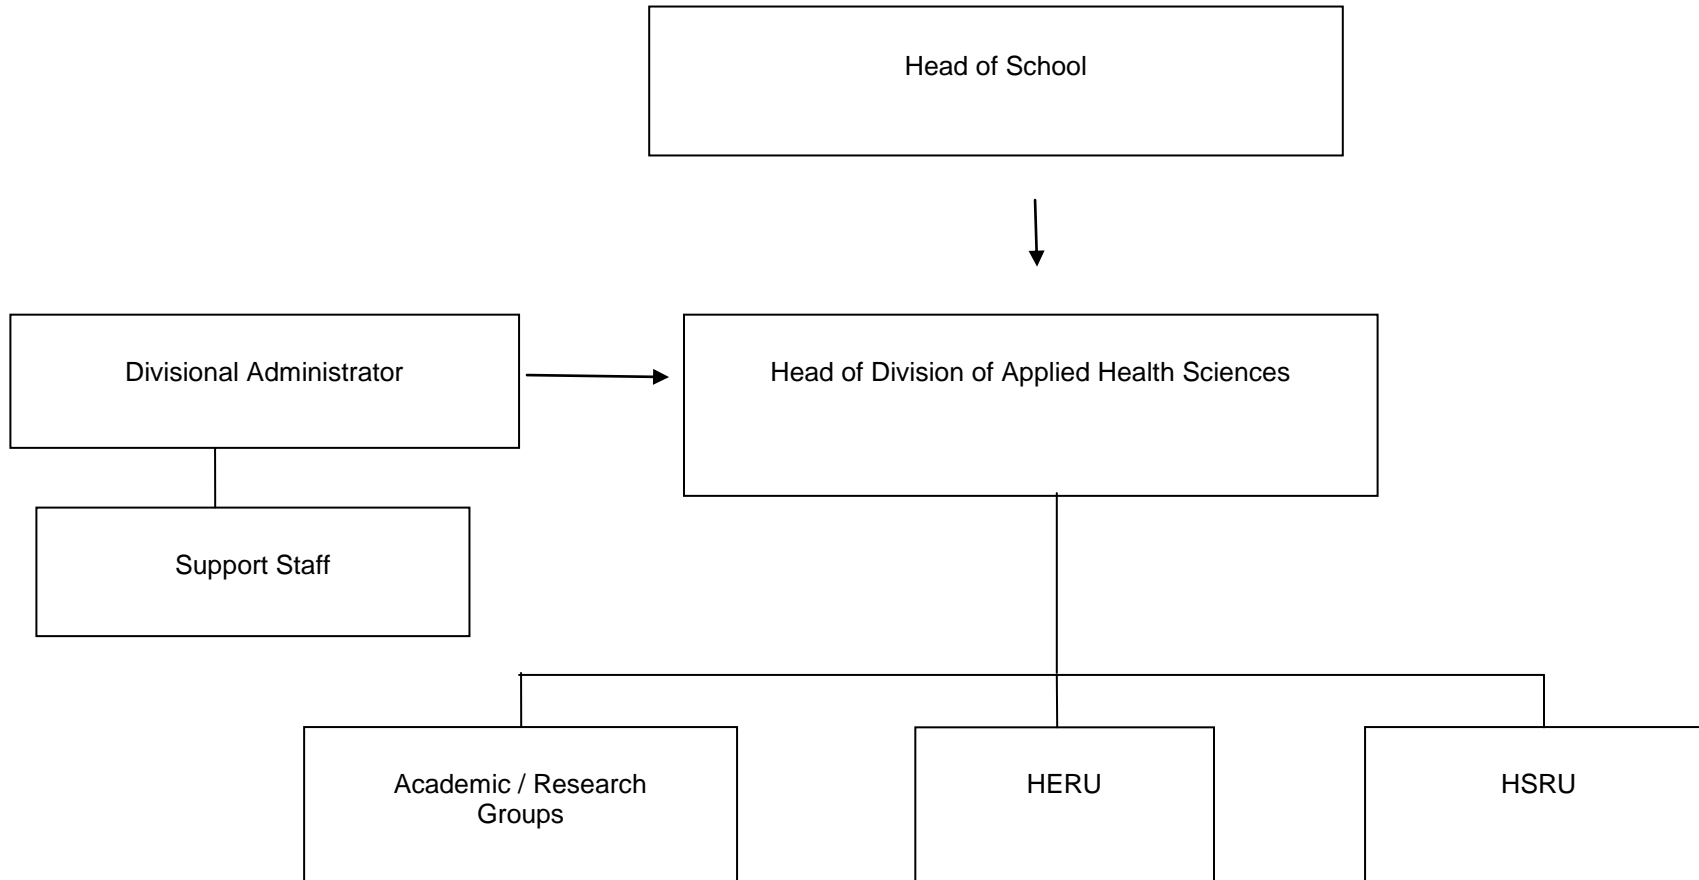 Head of School
Divisional Administrator
Head of Division of Applied Health Sciences
Support Staff
Academic / Research
Groups
HERU
HSRU